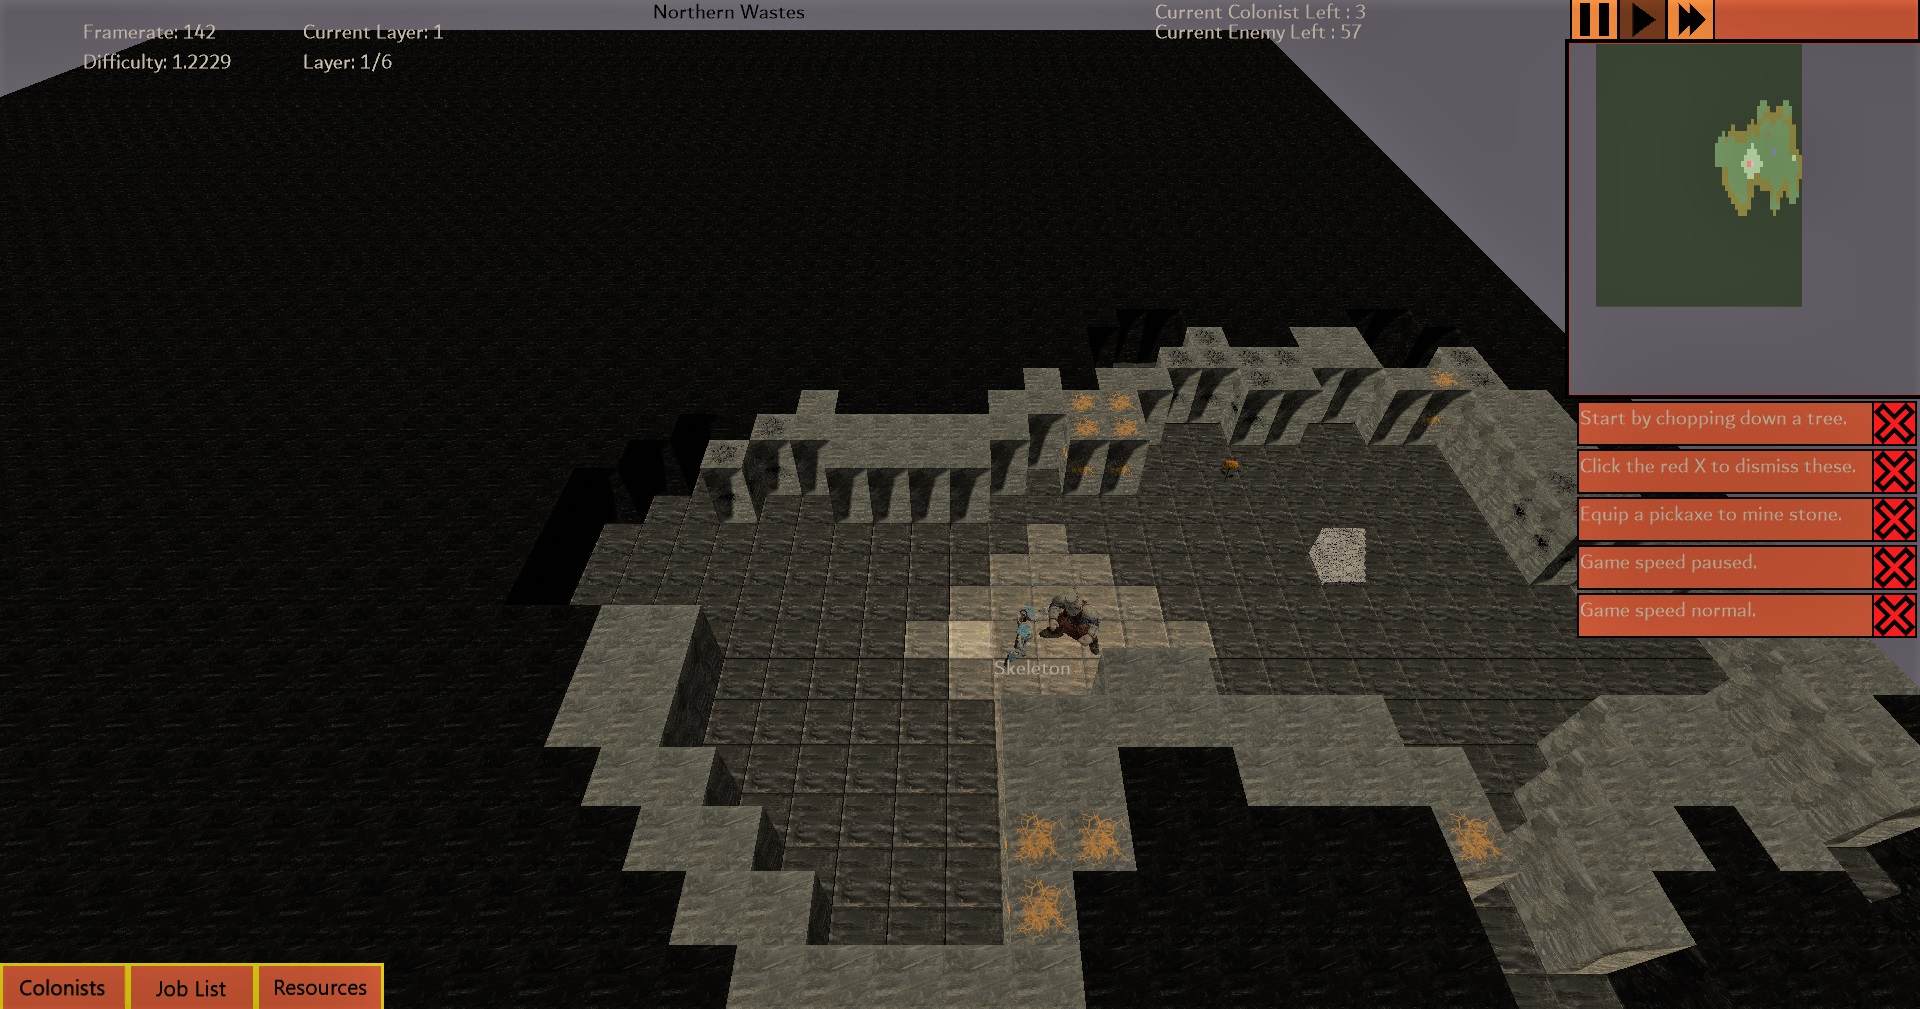 Northern Wastes
Current Colonist Left : 3
Framerate: 142
Current Layer: 1
Current Enemy Left : 57
Difficulty: 1.2229
Layer: 1/6
Start by chopping down a tree.
Click the red X to dismiss these.
Equip a pickaxe to mine stone.
Game speed paused.
Game speed normal.
Skeleton
Colonists
Job List
Resources